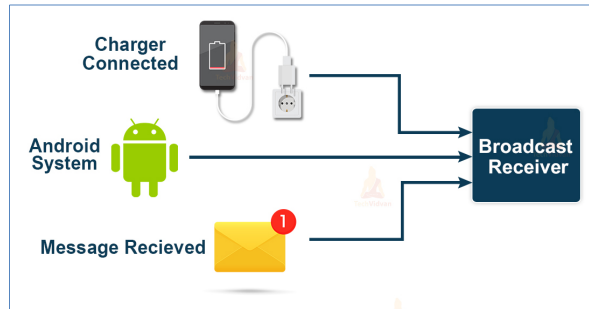 Charger
Connected
Android
System
Broadcast
Receiver
1
Message Recieved